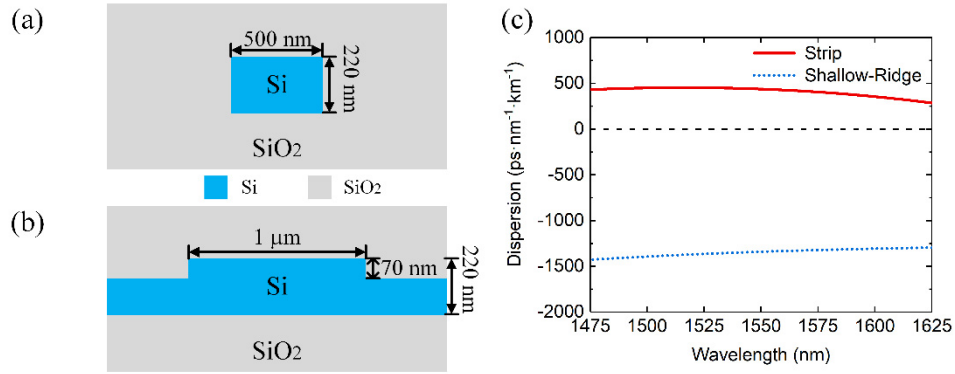 (a)
500 nm
220 nm
Si
SiO₂
Si
SiO₂
(b)
1 μm
70 nm
220 nm
Si
SiO₂
(c)
Strip
Shallow-Ridge
Dispersion (ps·nm⁻¹·km⁻¹)
1000
500
0
-500
-1000
-1500
-2000
1475 1500 1525 1550 1575 1600 1625
Wavelength (nm)